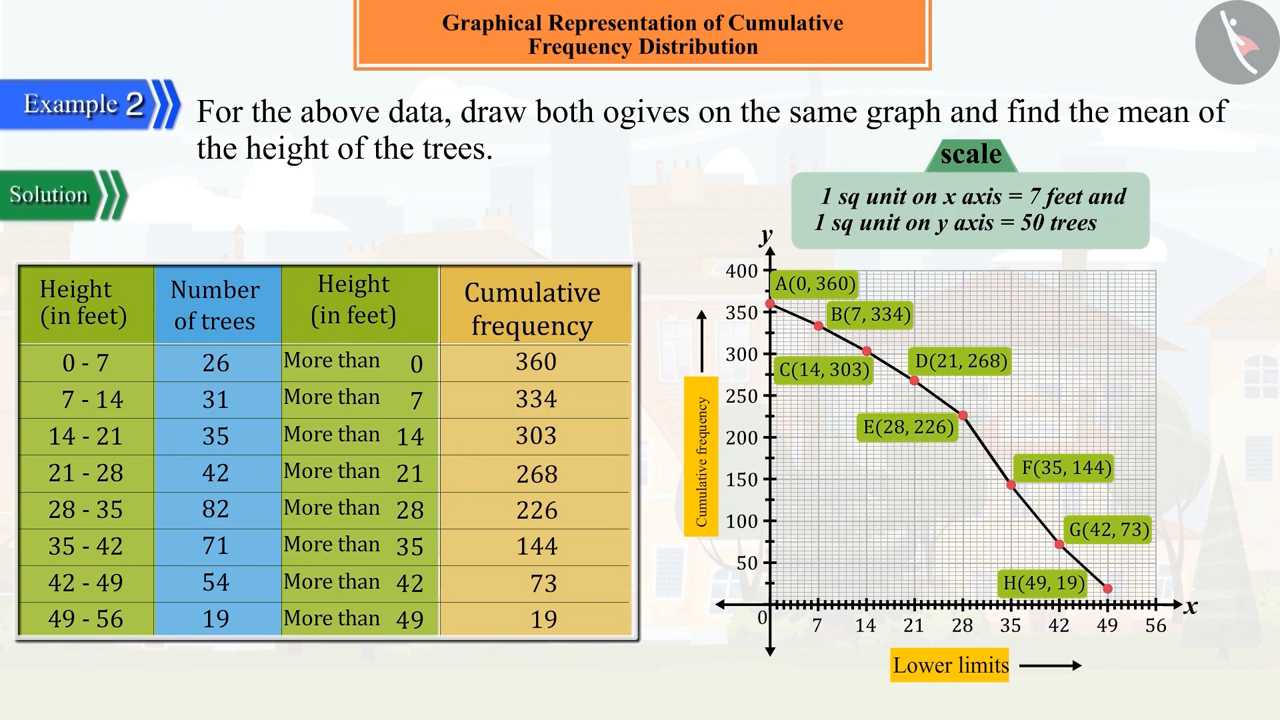 Graphical Representation of Cumulative
Frequency Distribution
Example 2
For the above data, draw both ogives on the same graph and find the mean of
the height of the trees.
Solution
scale
1 sq unit on x axis = 7 feet and
1 sq unit on y axis = 50 trees
Height (in feet) Number of trees Height (in feet) Cumulative frequency
0 - 7 26 More than 0 360
7 - 14 31 More than 7 334
14 - 21 35 More than 14 303
21 - 28 42 More than 21 268
28 - 35 82 More than 28 226
35 - 42 71 More than 35 144
42 - 49 54 More than 42 73
49 - 56 19 More than 49 19
y
400
350
300
250
200
150
100
50
0
Cumulative frequency
A(0, 360)
B(7, 334)
C(14, 303)
D(21, 268)
E(28, 226)
F(35, 144)
G(42, 73)
H(49, 19)
7 14 21 28 35 42 49 56
x
Lower limits